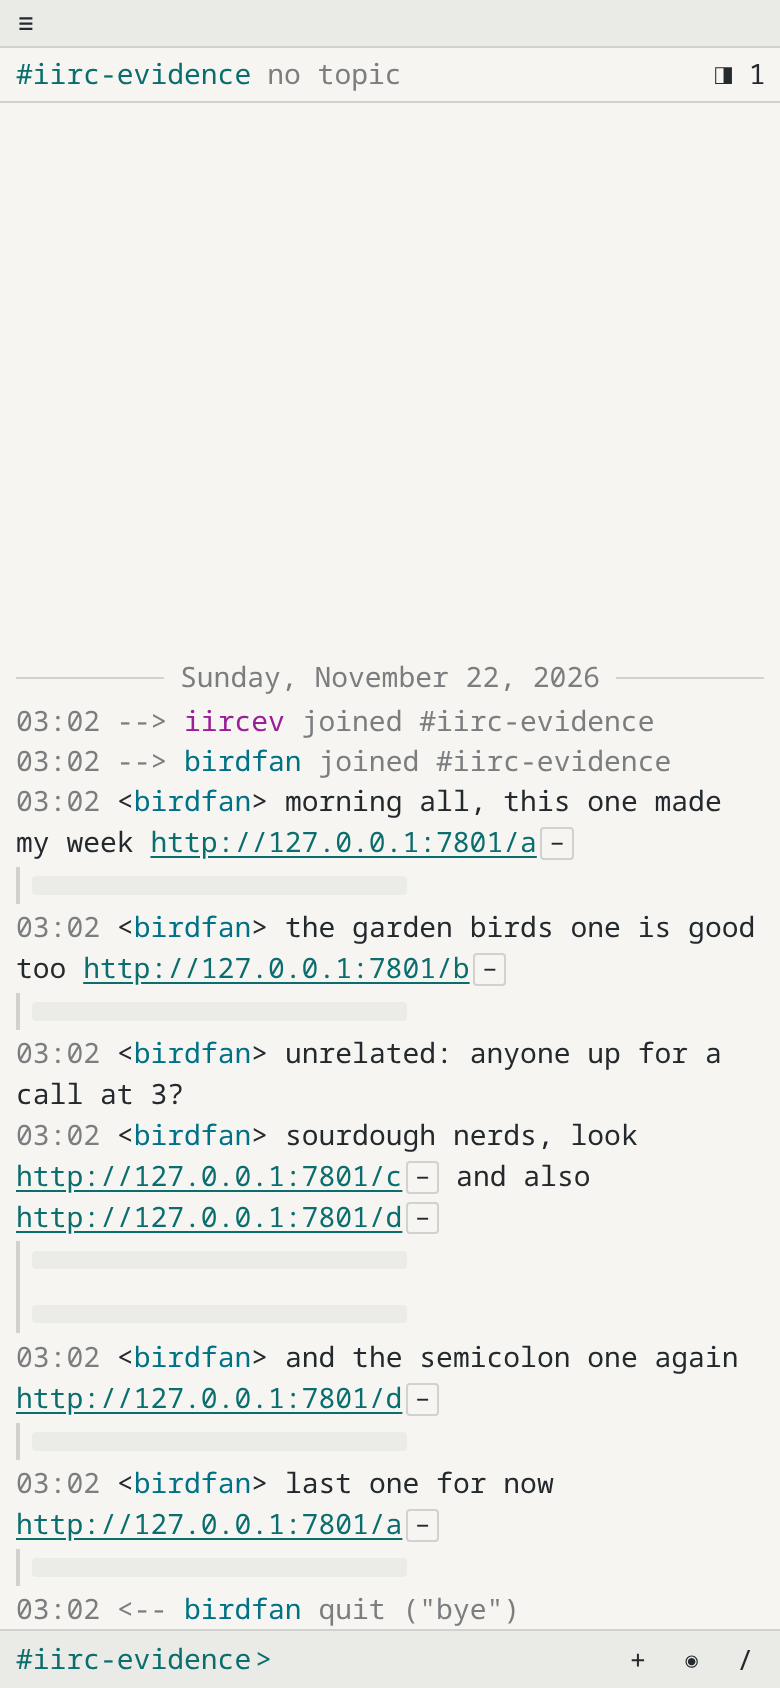 ≡
#iirc-evidence no topic ◨ 1
Sunday, November 22, 2026
03:02 --> iircev joined #iirc-evidence
03:02 --> birdfan joined #iirc-evidence
03:02 <birdfan> morning all, this one made
my week http://127.0.0.1:7801/a –
03:02 <birdfan> the garden birds one is good
too http://127.0.0.1:7801/b –
03:02 <birdfan> unrelated: anyone up for a
call at 3?
03:02 <birdfan> sourdough nerds, look
http://127.0.0.1:7801/c – and also
http://127.0.0.1:7801/d –
03:02 <birdfan> and the semicolon one again
http://127.0.0.1:7801/d –
03:02 <birdfan> last one for now
http://127.0.0.1:7801/a –
03:02 <-- birdfan quit ("bye")
#iirc-evidence> + ◉ /